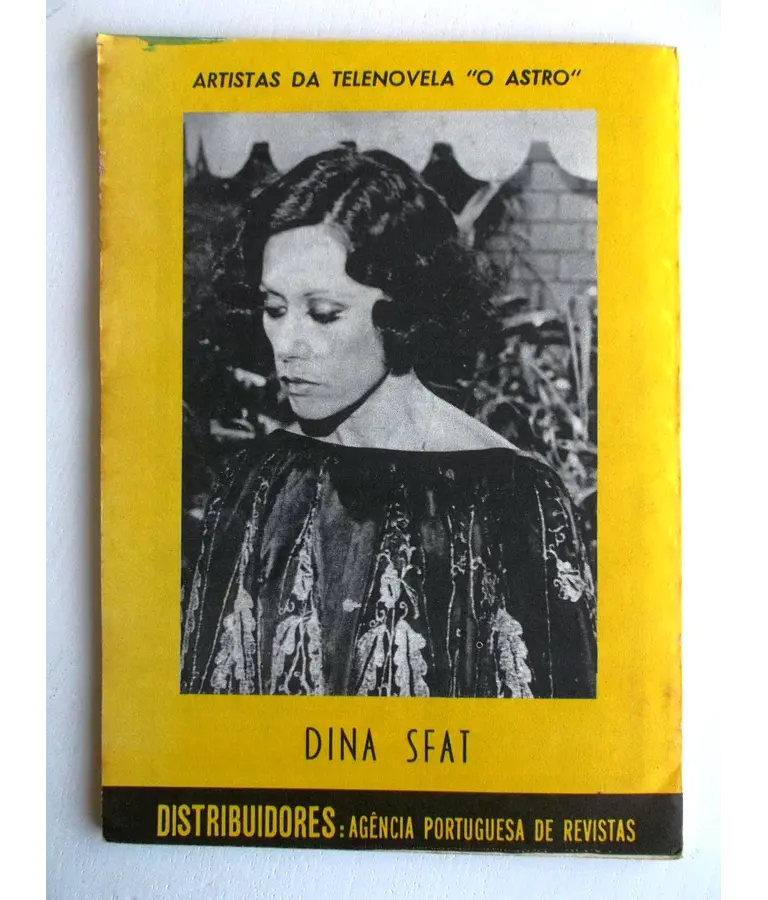 ARTISTAS DA TELENOVELA "O ASTRO"
DINA SFAT
DISTRIBUIDORES: AGÊNCIA PORTUGUESA DE REVISTAS